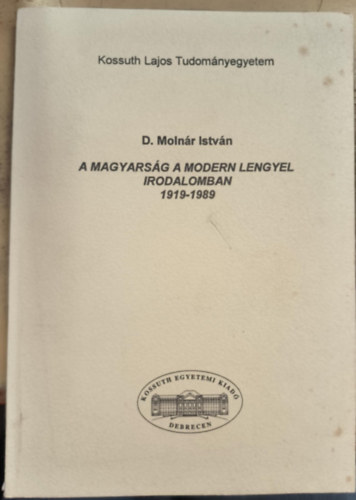 Kossuth Lajos Tudományegyetem
D. Molnár István
A MAGYARSÁG A MODERN LENGYEL
IRODALOMBAN
1919-1989
KOSSUTH EGYETEMI KIADÓ
DEBRECEN